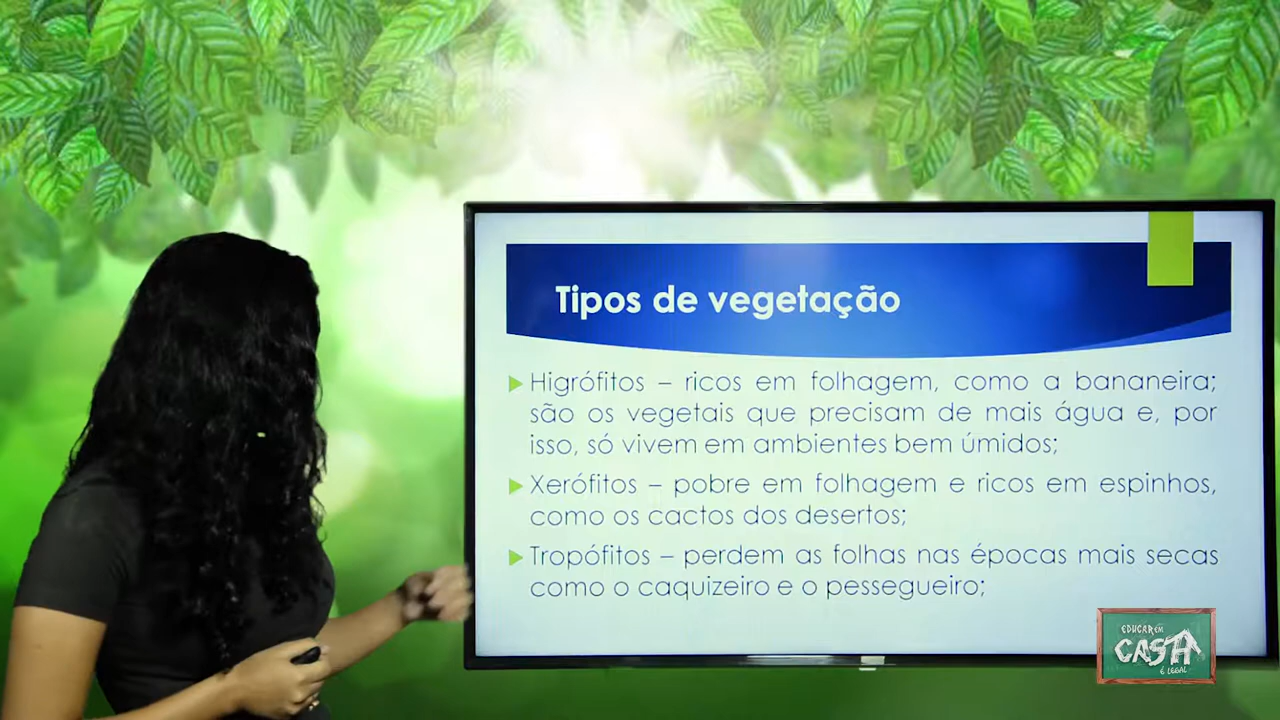 Tipos de vegetação
Higrófitos – ricos em folhagem, como a bananeira;
são os vegetais que precisam de mais água e, por
isso, só vivem em ambientes bem úmidos;
Xerófitos – pobre em folhagem e ricos em espinhos,
como os cactos dos desertos;
Tropófitos – perdem as folhas nas épocas mais secas
como o caquizeiro e o pessegueiro;
EDUCAR EM
CASA
É LEGAL